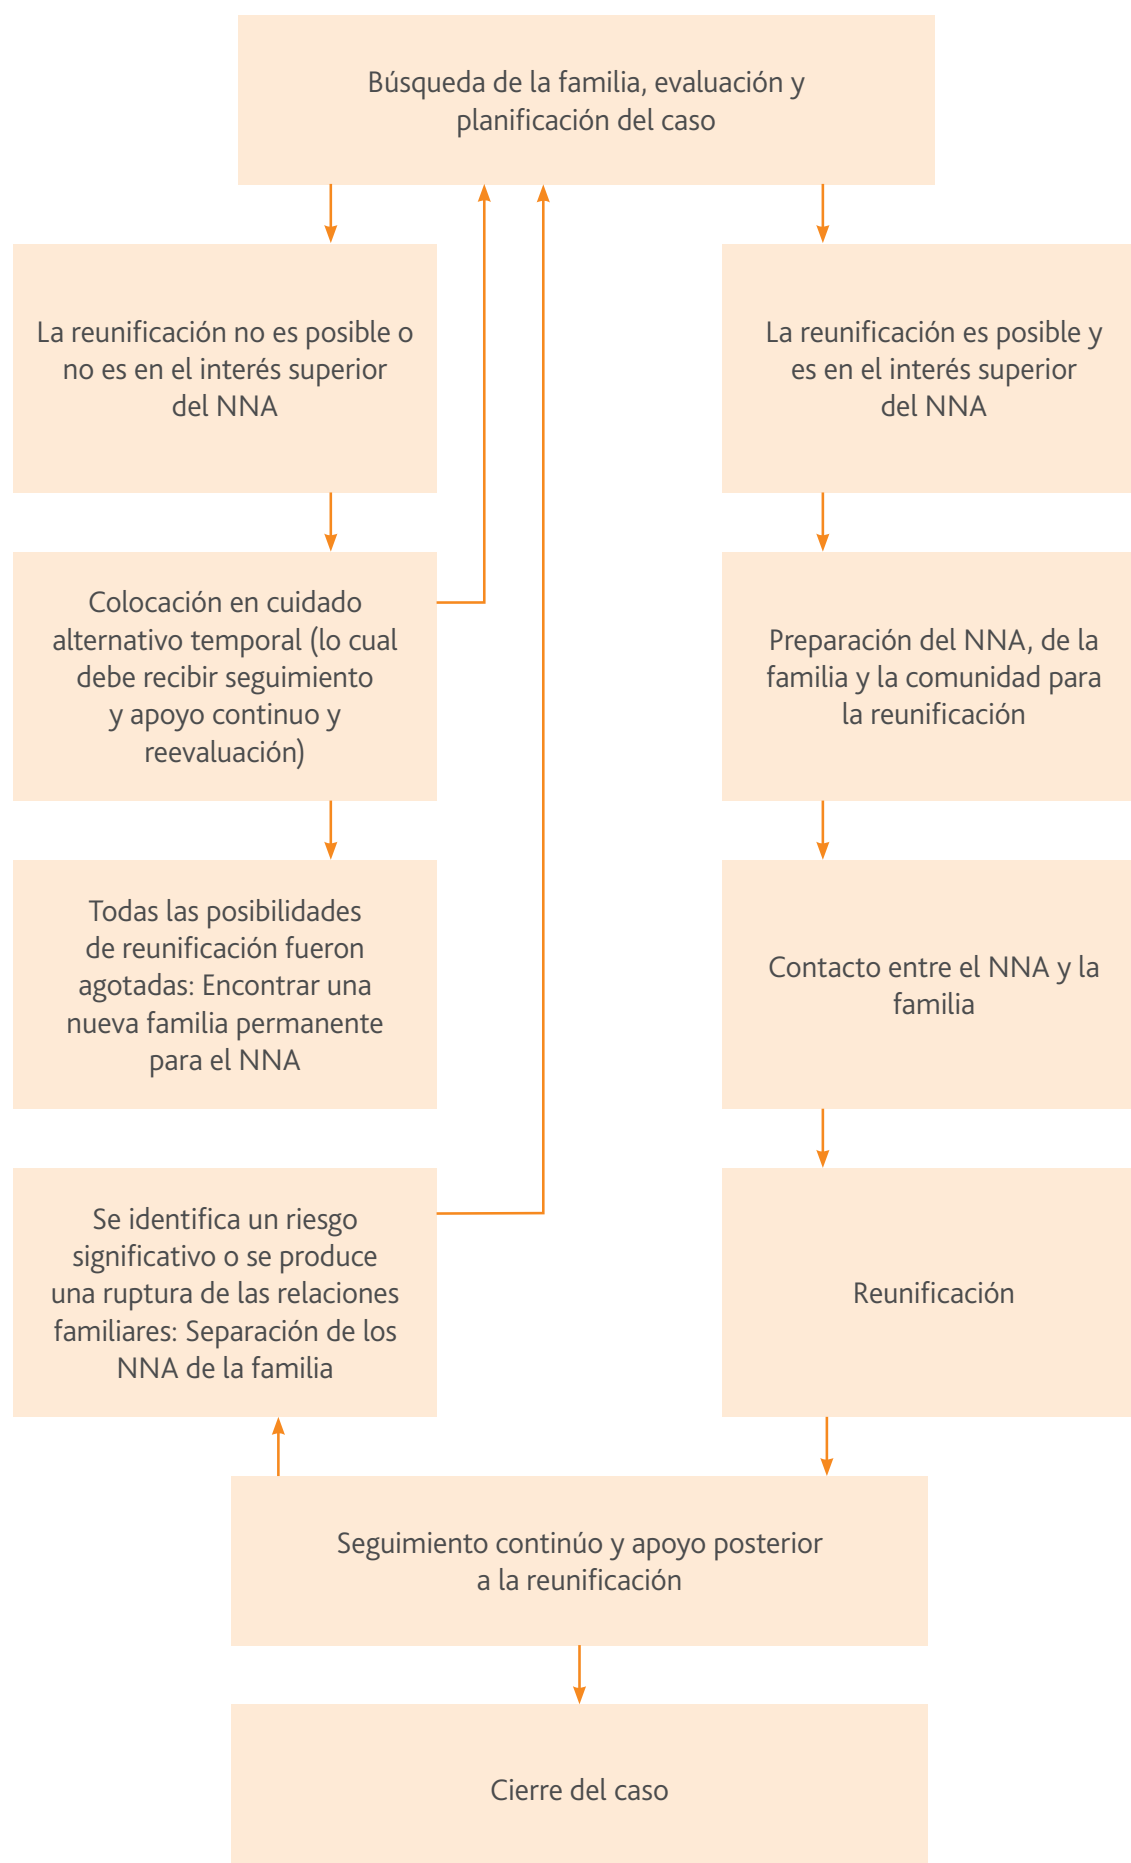 Búsqueda de la familia, evaluación y
planificación del caso
La reunificación no es posible o
no es en el interés superior
del NNA
La reunificación es posible y
es en el interés superior
del NNA
Colocación en cuidado
alternativo temporal (lo cual
debe recibir seguimiento
y apoyo continuo y
reevaluación)
Preparación del NNA, de la
familia y la comunidad para
la reunificación
Todas las posibilidades
de reunificación fueron
agotadas: Encontrar una
nueva familia permanente
para el NNA
Contacto entre el NNA y la
familia
Se identifica un riesgo
significativo o se produce
una ruptura de las relaciones
familiares: Separación de los
NNA de la familia
Reunificación
Seguimiento continúo y apoyo posterior
a la reunificación
Cierre del caso